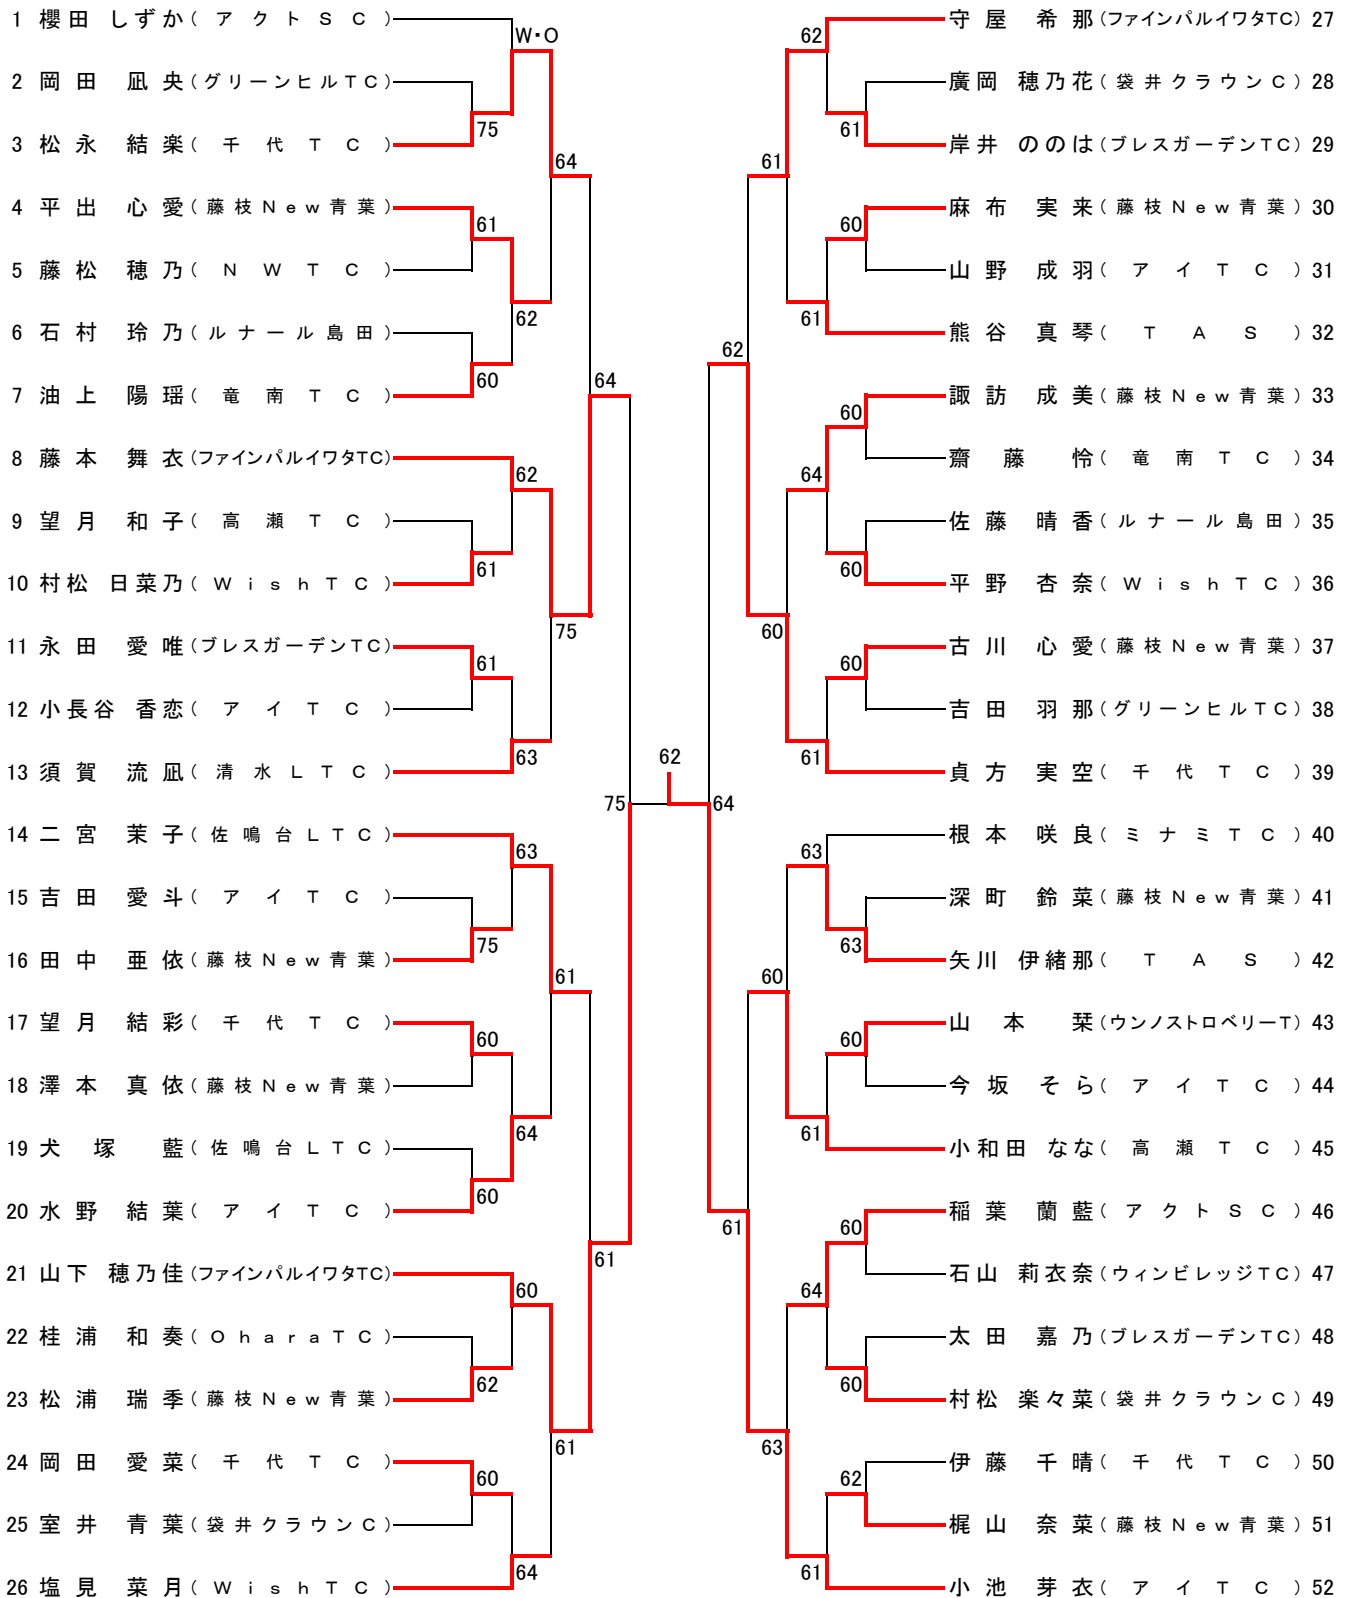 1 櫻田 しずか (アクトSC)
W・O
2 岡田 凪央 (グリーンヒルTC)
75
3 松永 結楽 (千代TC)
64
4 平出 心愛 (藤枝New青葉)
61
5 藤松 穂乃 (NWTC)
62
6 石村 玲乃 (ルナール島田)
60
7 油上 陽瑶 (竜南TC)
64
8 藤本 舞衣 (ファインパルイワタTC)
62
9 望月 和子 (高瀬TC)
61
10 村松 日菜乃 (WishTC)
75
11 永田 愛唯 (ブレスガーデンTC)
61
12 小長谷 香恋 (アイTC)
63
13 須賀 流凪 (清水LTC)
75
14 二宮 茉子 (佐鳴台LTC)
63
15 吉田 愛斗 (アイTC)
75
16 田中 亜依 (藤枝New青葉)
61
17 望月 結彩 (千代TC)
60
18 澤本 真依 (藤枝New青葉)
64
19 犬塚 藍 (佐鳴台LTC)
60
20 水野 結葉 (アイTC)
61
21 山下 穂乃佳 (ファインパルイワタTC)
60
22 桂浦 和奏 (OharaTC)
62
23 松浦 瑞季 (藤枝New青葉)
61
24 岡田 愛菜 (千代TC)
60
25 室井 青葉 (袋井クラウンC)
64
26 塩見 菜月 (WishTC)
62
守屋 希那 (ファインパルイワタTC) 27
62
廣岡 穂乃花 (袋井クラウンC) 28
61
岸井 ののは (ブレスガーデンTC) 29
61
麻布 実来 (藤枝New青葉) 30
60
山野 成羽 (アイTC) 31
61
熊谷 真琴 (TAS) 32
62
諏訪 成美 (藤枝New青葉) 33
60
齋藤 怜 (竜南TC) 34
64
佐藤 晴香 (ルナール島田) 35
60
平野 杏奈 (WishTC) 36
60
古川 心愛 (藤枝New青葉) 37
60
吉田 羽那 (グリーンヒルTC) 38
61
貞方 実空 (千代TC) 39
64
根本 咲良 (ミナミTC) 40
63
深町 鈴菜 (藤枝New青葉) 41
63
矢川 伊緒那 (TAS) 42
60
山本 栞 (ウンノストロベリーT) 43
60
今坂 そら (アイTC) 44
61
小和田 なな (高瀬TC) 45
61
稲葉 蘭藍 (アクトSC) 46
60
石山 莉衣奈 (ウィンビレッジTC) 47
64
太田 嘉乃 (ブレスガーデンTC) 48
60
村松 楽々菜 (袋井クラウンC) 49
63
伊藤 千晴 (千代TC) 50
62
梶山 奈菜 (藤枝New青葉) 51
61
小池 芽衣 (アイTC) 52